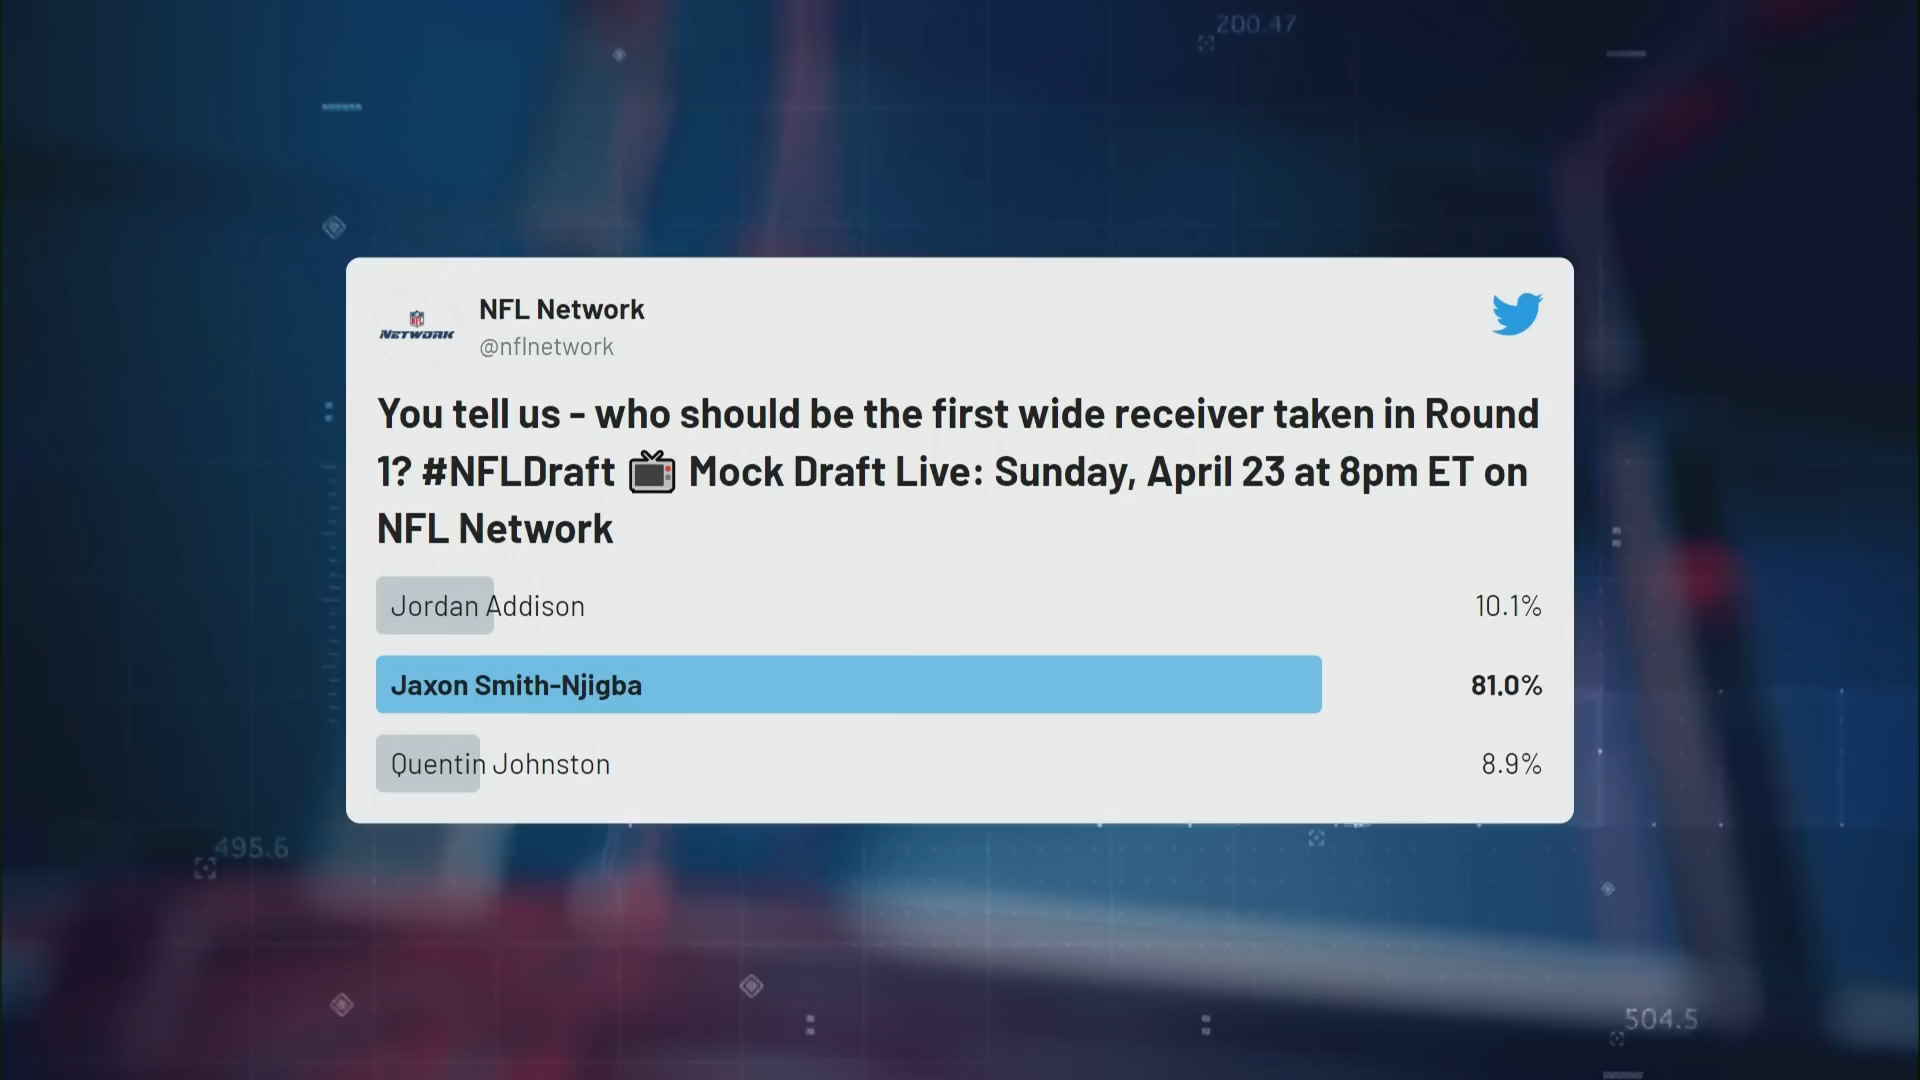 200.47
NFL Network
NFL
NETWORK
@nflnetwork
You tell us - who should be the first wide receiver taken in Round
1? #NFLDraft 📺 Mock Draft Live: Sunday, April 23 at 8pm ET on
NFL Network
Jordan Addison 10.1%
Jaxon Smith-Njigba 81.0%
Quentin Johnston 8.9%
495.6
504.5